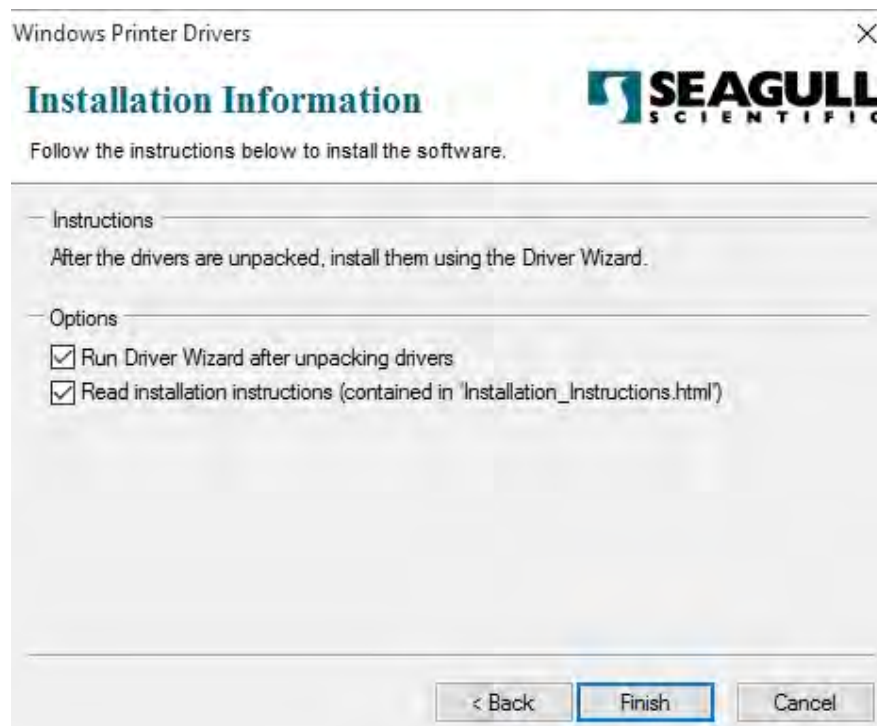 Windows Printer Drivers
Installation Information
SEAGULL
SCIENTIFIC
Follow the instructions below to install the software.
Instructions
After the drivers are unpacked, install them using the Driver Wizard.
Options
Run Driver Wizard after unpacking drivers
Read installation instructions (contained in 'Installation_Instructions.html')
< Back Finish Cancel